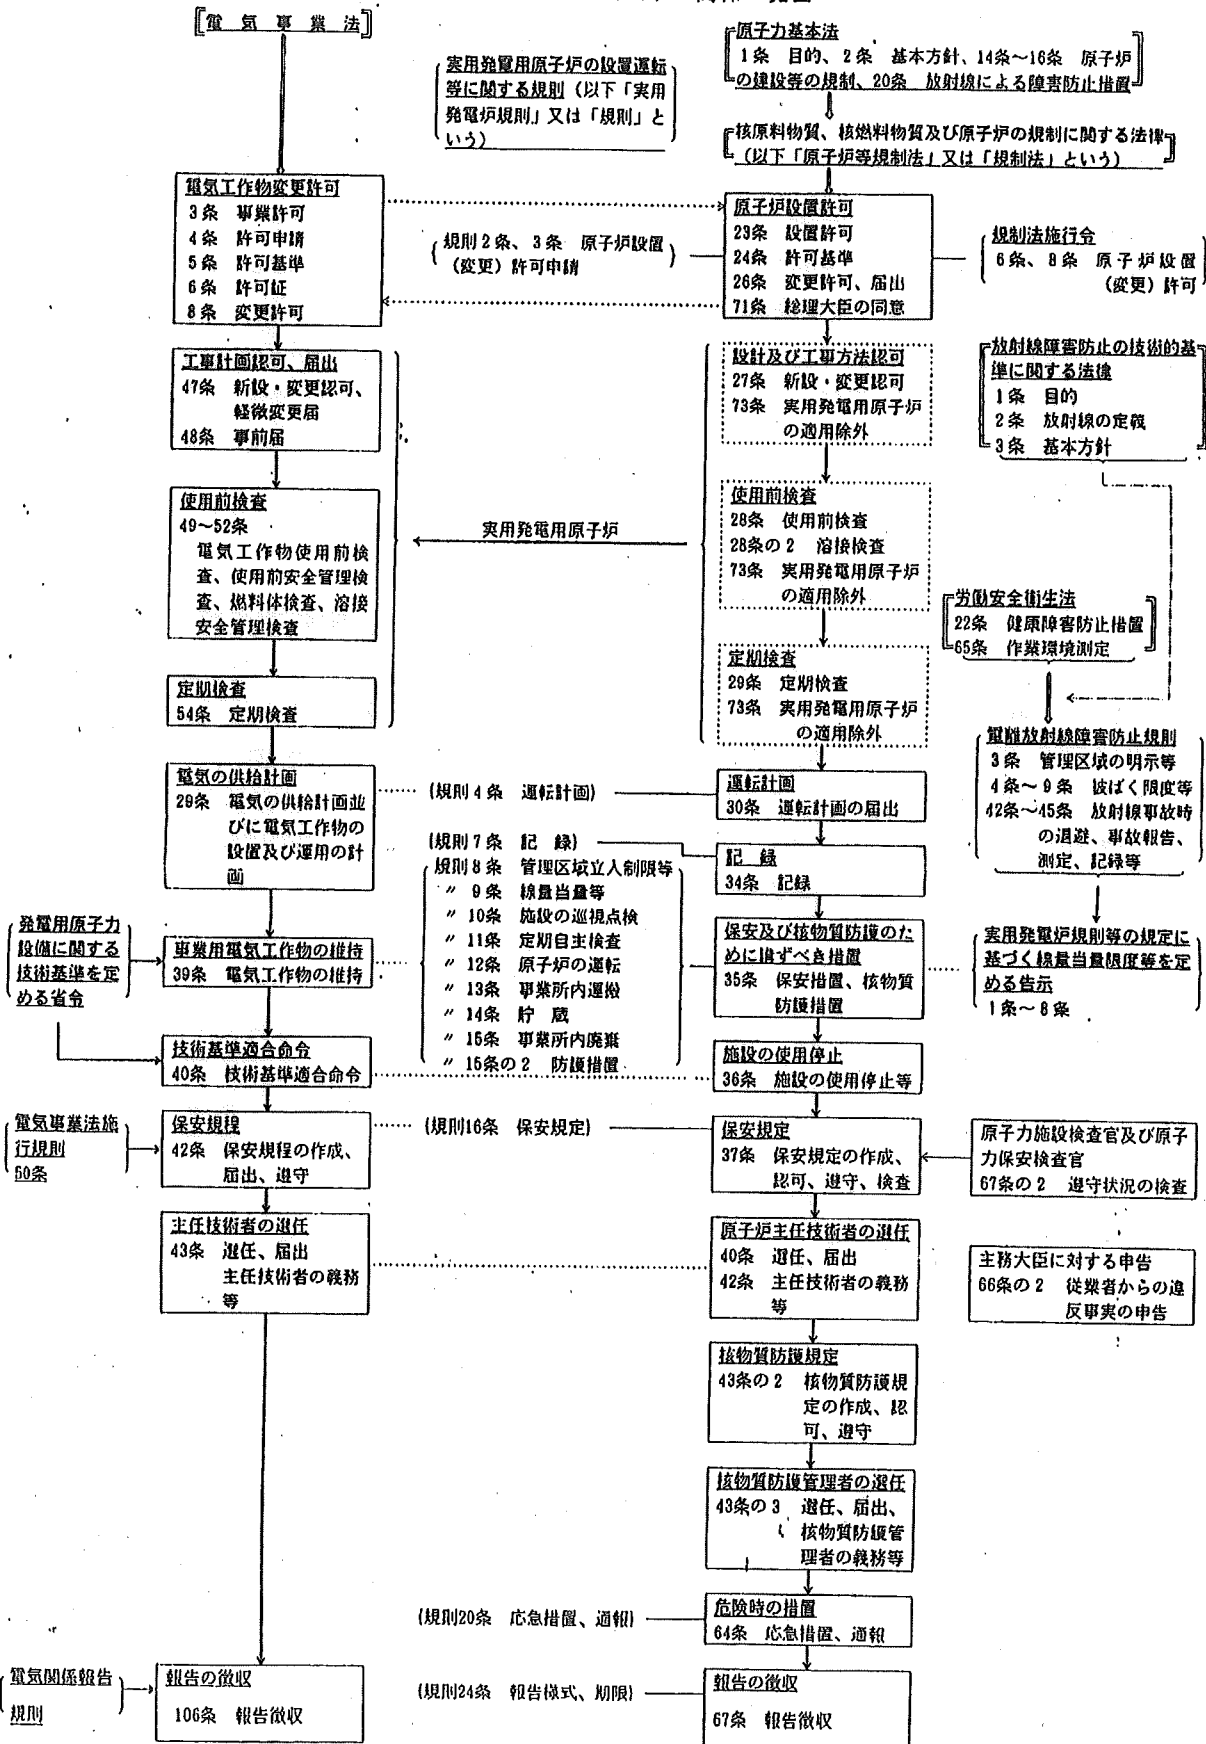 〚電気事業法〛
実用発電用原子炉の設置運転
等に関する規則(以下「実用
発電炉規則」又は「規則」と
いう)
原子力基本法
1条 目的、2条 基本方針、14条~16条 原子炉
の建設等の規制、20条 放射線による障害防止措置
核原料物質、核燃料物質及び原子炉の規制に関する法律
(以下「原子炉等規制法」又は「規制法」という)
電気工作物変更許可
3条 事業許可
4条 許可申請
5条 許可基準
6条 許可証
8条 変更許可
規則2条、3条 原子炉設置
(変更)許可申請
原子炉設置許可
23条 設置許可
24条 許可基準
26条 変更許可、届出
71条 総理大臣の同意
規制法施行令
6条、8条 原子炉設置
(変更)許可
工事計画認可、届出
47条 新設・変更認可、
軽微変更届
48条 事前届
設計及び工事方法認可
27条 新設・変更認可
73条 実用発電用原子炉
の適用除外
放射線障害防止の技術的基
準に関する法律
1条 目的
2条 放射線の定義
3条 基本方針
使用前検査
49~52条
電気工作物使用前検
査、使用前安全管理検
査、燃料体検査、溶接
安全管理検査
実用発電用原子炉
使用前検査
28条 使用前検査
28条の2 溶接検査
73条 実用発電用原子炉
の適用除外
労働安全衛生法
22条 健康障害防止措置
65条 作業環境測定
定期検査
54条 定期検査
定期検査
29条 定期検査
73条 実用発電用原子炉
の適用除外
電離放射線障害防止規則
3条 管理区域の明示等
4条~9条 被ばく限度等
42条~45条 放射線事故時
の退避、事故報告、
測定、記録等
電気の供給計画
29条 電気の供給計画並
びに電気工作物の
設置及び運用の計
画
(規則4条 運転計画)
運転計画
30条 運転計画の届出
(規則7条 記 録)
記 録
34条 記録
規則8条 管理区域立入制限等
〃 9条 線量当量等
〃 10条 施設の巡視点検
〃 11条 定期自主検査
〃 12条 原子炉の運転
〃 13条 事業所内運搬
〃 14条 貯 蔵
〃 15条 事業所内廃棄
〃 15条の2 防護措置
発電用原子力
設備に関する
技術基準を定
める省令
事業用電気工作物の維持
39条 電気工作物の維持
保安及び核物質防護のた
めに講ずべき措置
35条 保安措置、核物質
防護措置
実用発電炉規則等の規定に
基づく線量当量限度等を定
める告示
1条~8条
技術基準適合命令
40条 技術基準適合命令
施設の使用停止
36条 施設の使用停止等
電気事業法施
行規則
50条
保安規程
42条 保安規程の作成、
届出、遵守
(規則16条 保安規定)
保安規定
37条 保安規定の作成、
認可、遵守、検査
原子力施設検査官及び原子
力保安検査官
67条の2 遵守状況の検査
主任技術者の選任
43条 選任、届出
主任技術者の義務
等
原子炉主任技術者の選任
40条 選任、届出
42条 主任技術者の義務
等
主務大臣に対する申告
66条の2 従業者からの違
反事実の申告
核物質防護規定
43条の2 核物質防護規
定の作成、認
可、遵守
核物質防護管理者の選任
43条の3 選任、届出、
核物質防護管
理者の義務等
(規則20条 応急措置、通報)
危険時の措置
64条 応急措置、通報
電気関係報告
規則
報告の徴収
106条 報告徴収
(規則24条 報告様式、期限)
報告の徴収
67条 報告徴収